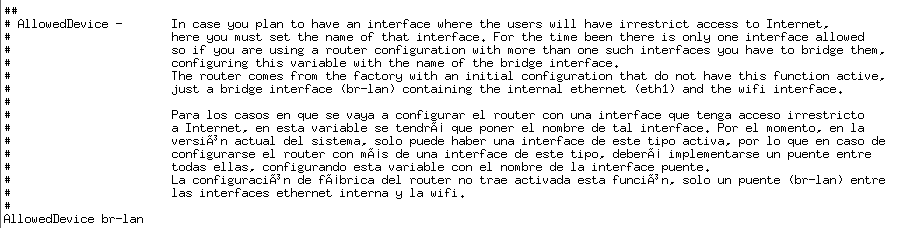 ##
# AllowedDevice - In case you plan to have an interface where the users will have irrestrict access to Internet,
# here you must set the name of that interface. For the time been there is only one interface allowed
# so if you are using a router configuration with more than one such interfaces you have to bridge them,
# configuring this variable with the name of the bridge interface.
# The router comes from the factory with an initial configuration that do not have this function active,
# just a bridge interface (br-lan) containing the internal ethernet (eth1) and the wifi interface.
#
# Para los casos en que se vaya a configurar el router con una interface que tenga acceso irrestricto
# a Internet, en esta variable se tendrÃ¡ que poner el nombre de tal interface. Por el momento, en la
# versiÃ³n actual del sistema, solo puede haber una interface de este tipo activa, por lo que en caso de
# configurarse el router con mÃ¡s de una interface de este tipo, deberÃ¡ implementarse un puente entre
# todas ellas, configurando esta variable con el nombre de la interface puente.
# La configuraciÃ³n de fÃ¡brica del router no trae activada esta funciÃ³n, solo un puente (br-lan) entre
# las interfaces ethernet interna y la wifi.
#
AllowedDevice br-lan